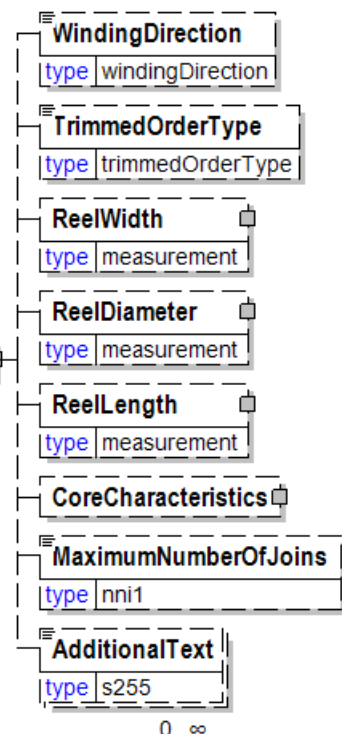 WindingDirection
type windingDirection
TrimmedOrderType
type trimmedOrderType
ReelWidth
type measurement
ReelDiameter
type measurement
ReelLength
type measurement
CoreCharacteristics
MaximumNumberOfJoins
type nni1
AdditionalText
type s255
0 ∞